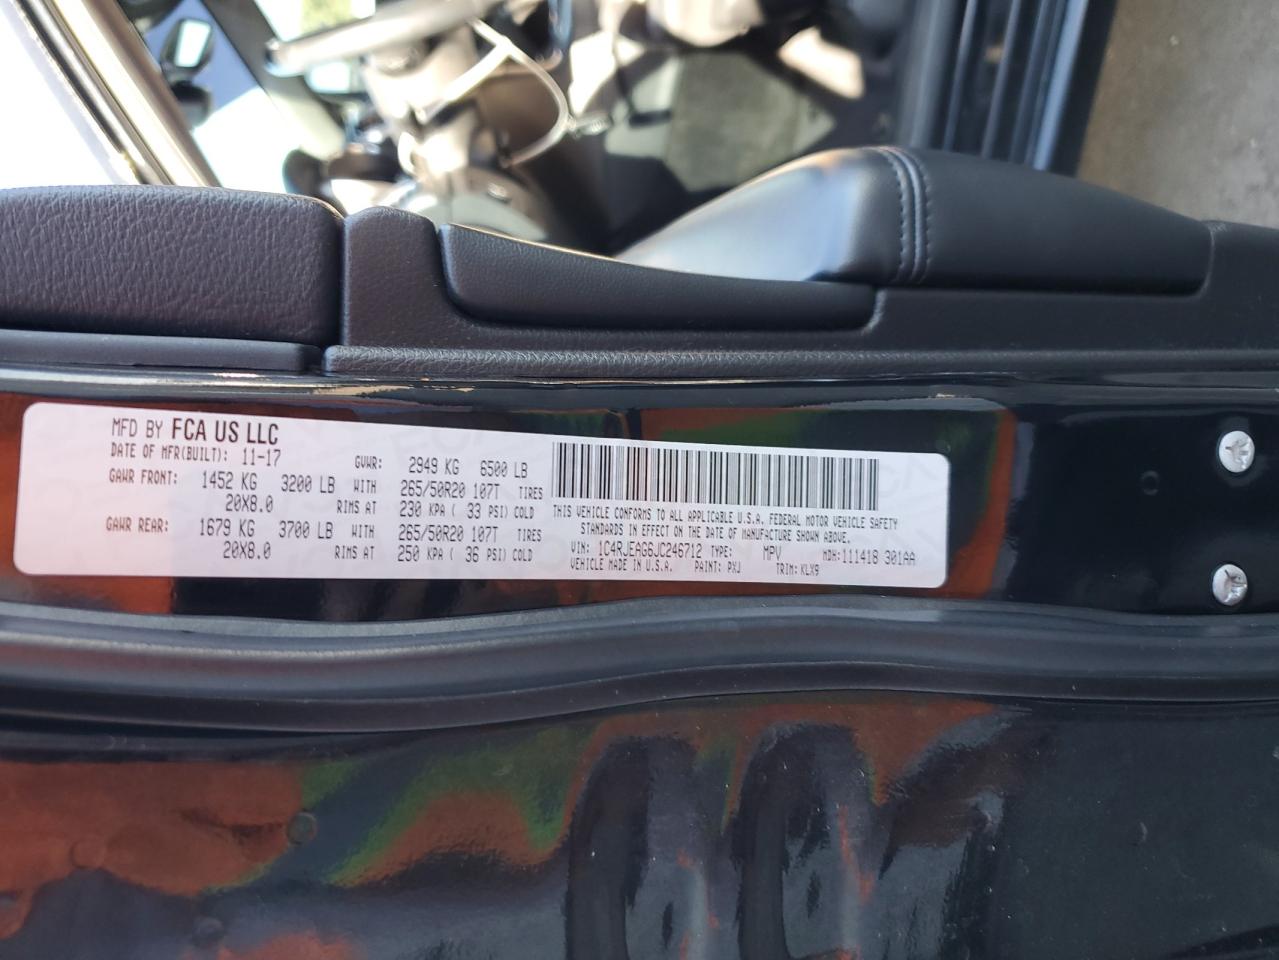 MFD BY FCA US LLC
DATE OF MFR(BUILT): 11-17 GVWR: 2949 KG 6500 LB
GAWR FRONT: 1452 KG 3200 LB WITH 265/50R20 107T TIRES
20X8.0 RIMS AT 230 KPA ( 33 PSI) COLD
GAWR REAR: 1679 KG 3700 LB WITH 265/50R20 107T TIRES
20X8.0 RIMS AT 250 KPA ( 36 PSI) COLD
THIS VEHICLE CONFORMS TO ALL APPLICABLE U.S.A. FEDERAL MOTOR VEHICLE SAFETY
STANDARDS IN EFFECT ON THE DATE OF MANUFACTURE SHOWN ABOVE.
VIN: 1C4RJEAG6JC246712 TYPE: MPV MDH: 111418 301AA
VEHICLE MADE IN U.S.A. PAINT: PXJ TRIM: KLX9